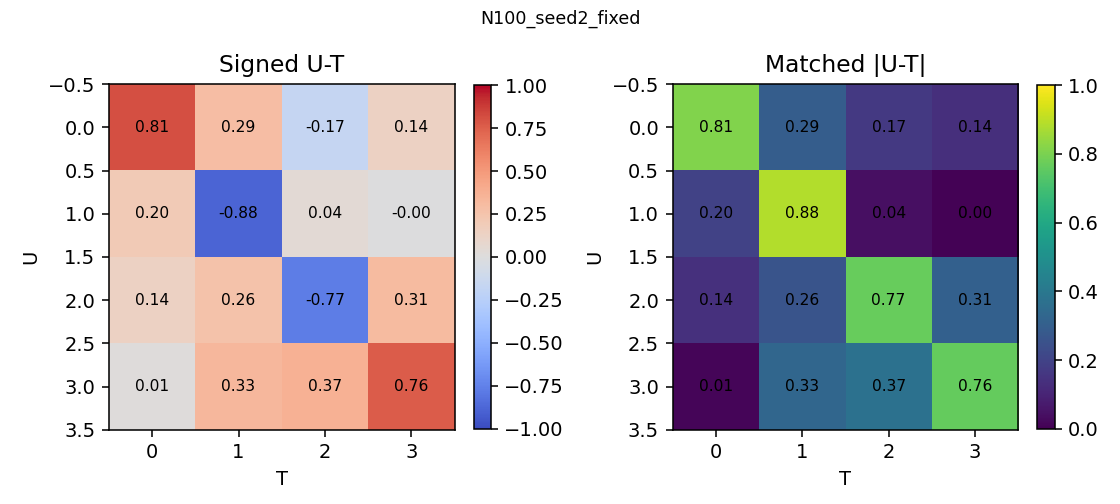 N100_seed2_fixed
Signed U-T
−0.5
0.0
0.5
1.0
1.5
2.0
2.5
3.0
3.5
U
0.81 0.29 -0.17 0.14
0.20 -0.88 0.04 -0.00
0.14 0.26 -0.77 0.31
0.01 0.33 0.37 0.76
0 1 2 3
T
1.00
0.75
0.50
0.25
0.00
−0.25
−0.50
−0.75
−1.00
Matched |U-T|
−0.5
0.0
0.5
1.0
1.5
2.0
2.5
3.0
3.5
U
0.81 0.29 0.17 0.14
0.20 0.88 0.04 0.00
0.14 0.26 0.77 0.31
0.01 0.33 0.37 0.76
0 1 2 3
T
1.0
0.8
0.6
0.4
0.2
0.0